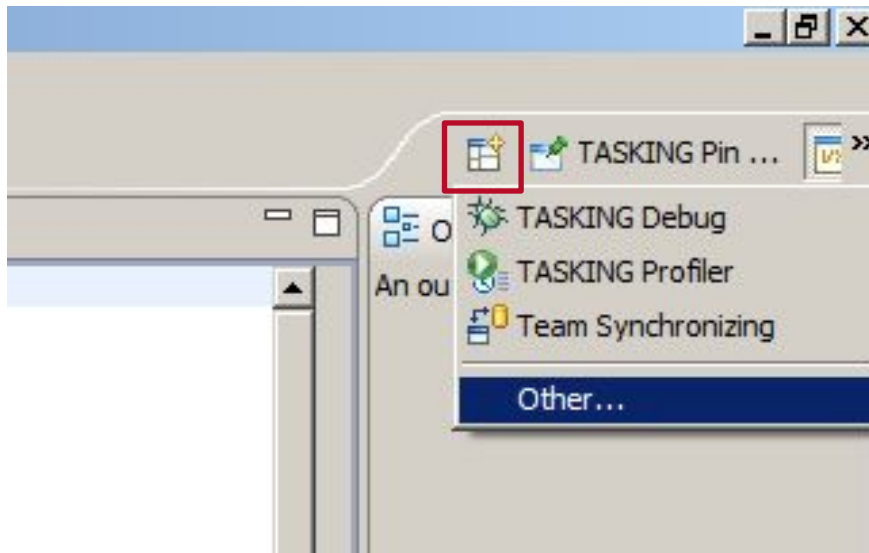 TASKING Pin ...
»
O
TASKING Debug
An ou
TASKING Profiler
Team Synchronizing
Other...